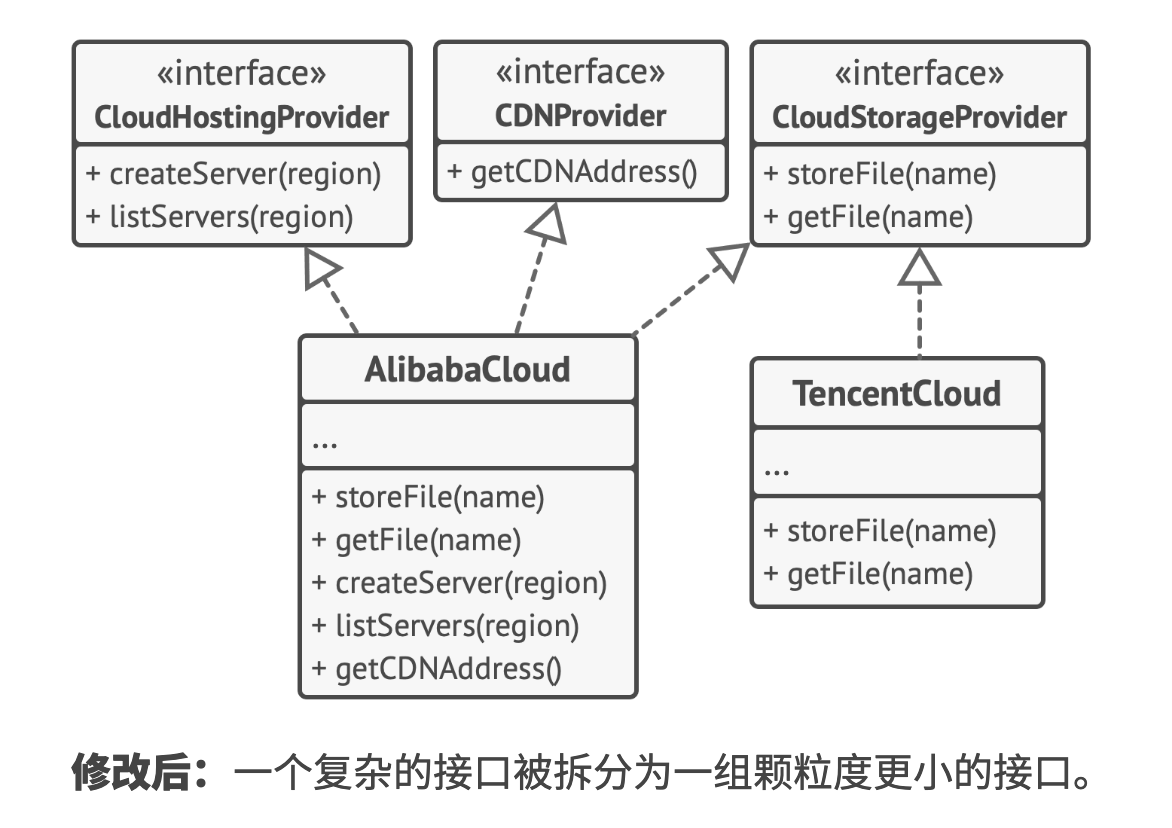 «interface»
CloudHostingProvider
+ createServer(region)
+ listServers(region)
«interface»
CDNProvider
+ getCDNAddress()
«interface»
CloudStorageProvider
+ storeFile(name)
+ getFile(name)
AlibabaCloud
...
+ storeFile(name)
+ getFile(name)
+ createServer(region)
+ listServers(region)
+ getCDNAddress()
TencentCloud
...
+ storeFile(name)
+ getFile(name)
修改后：一个复杂的接口被拆分为一组颗粒度更小的接口。